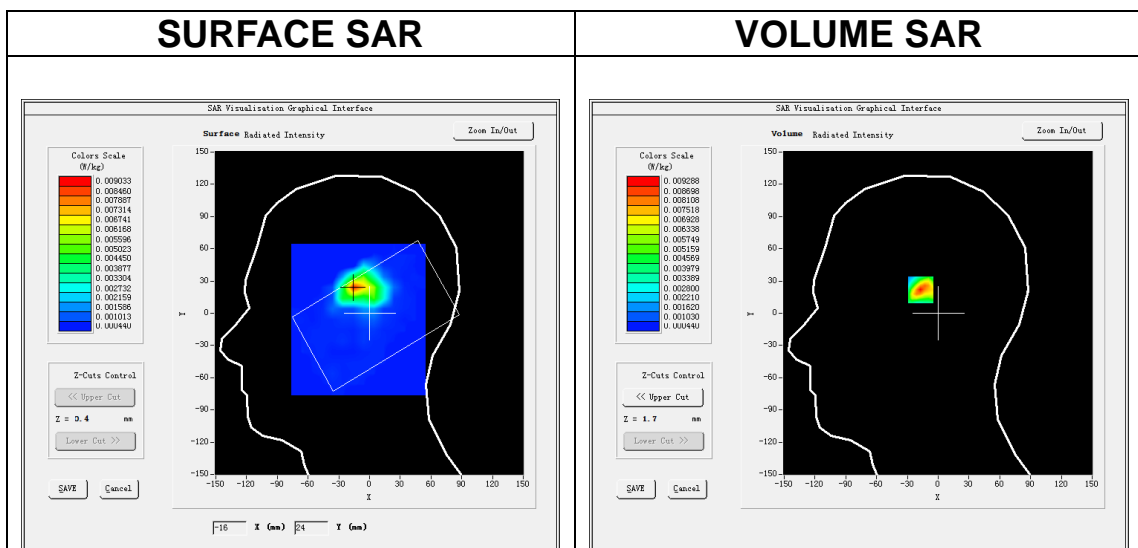 SURFACE SAR
VOLUME SAR
SAR Visualisation Graphical Interface
Surface Radiated Intensity
Zoom In/Out
Colors Scale
(W/kg)
0.009033
0.008460
0.007887
0.007314
0.006741
0.006168
0.005596
0.005023
0.004450
0.003877
0.003304
0.002732
0.002159
0.001586
0.001013
0.000440
Z-Cuts Control
<< Upper Cut
Z = 3.4 mm
Lower Cut >>
SAVE Cancel
150
120
90
60
30
0
-30
-60
-90
-120
-150
Y
-150 -120 -90 -60 -30 0 30 60 90 120 150
X
-16 X (mm) 24 Y (mm)
SAR Visualisation Graphical Interface
Volume Radiated Intensity
Zoom In/Out
Colors Scale
(W/kg)
0.009288
0.008698
0.008108
0.007518
0.006928
0.006338
0.005749
0.005159
0.004569
0.003979
0.003389
0.002800
0.002210
0.001620
0.001030
0.000440
Z-Cuts Control
<< Upper Cut
Z = 1.7 mm
Lower Cut >>
SAVE Cancel
150
120
90
60
30
0
-30
-60
-90
-120
-150
Y
-150 -120 -90 -60 -30 0 30 60 90 120 150
X